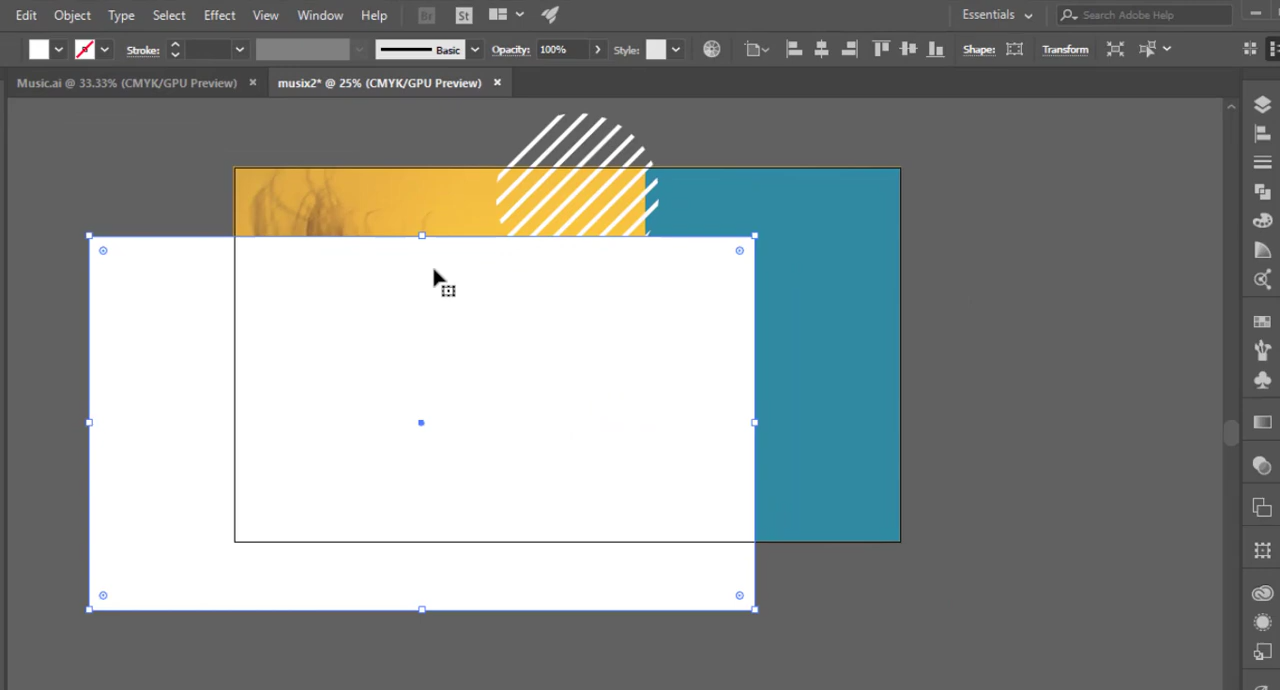 Edit Object Type Select Effect View Window Help Br St Essentials Search Adobe Help
Stroke: Basic Opacity: 100% Style: Shape: Transform
Music.ai @ 33.33% (CMYK/GPU Preview) × musix2* @ 25% (CMYK/GPU Preview) ×